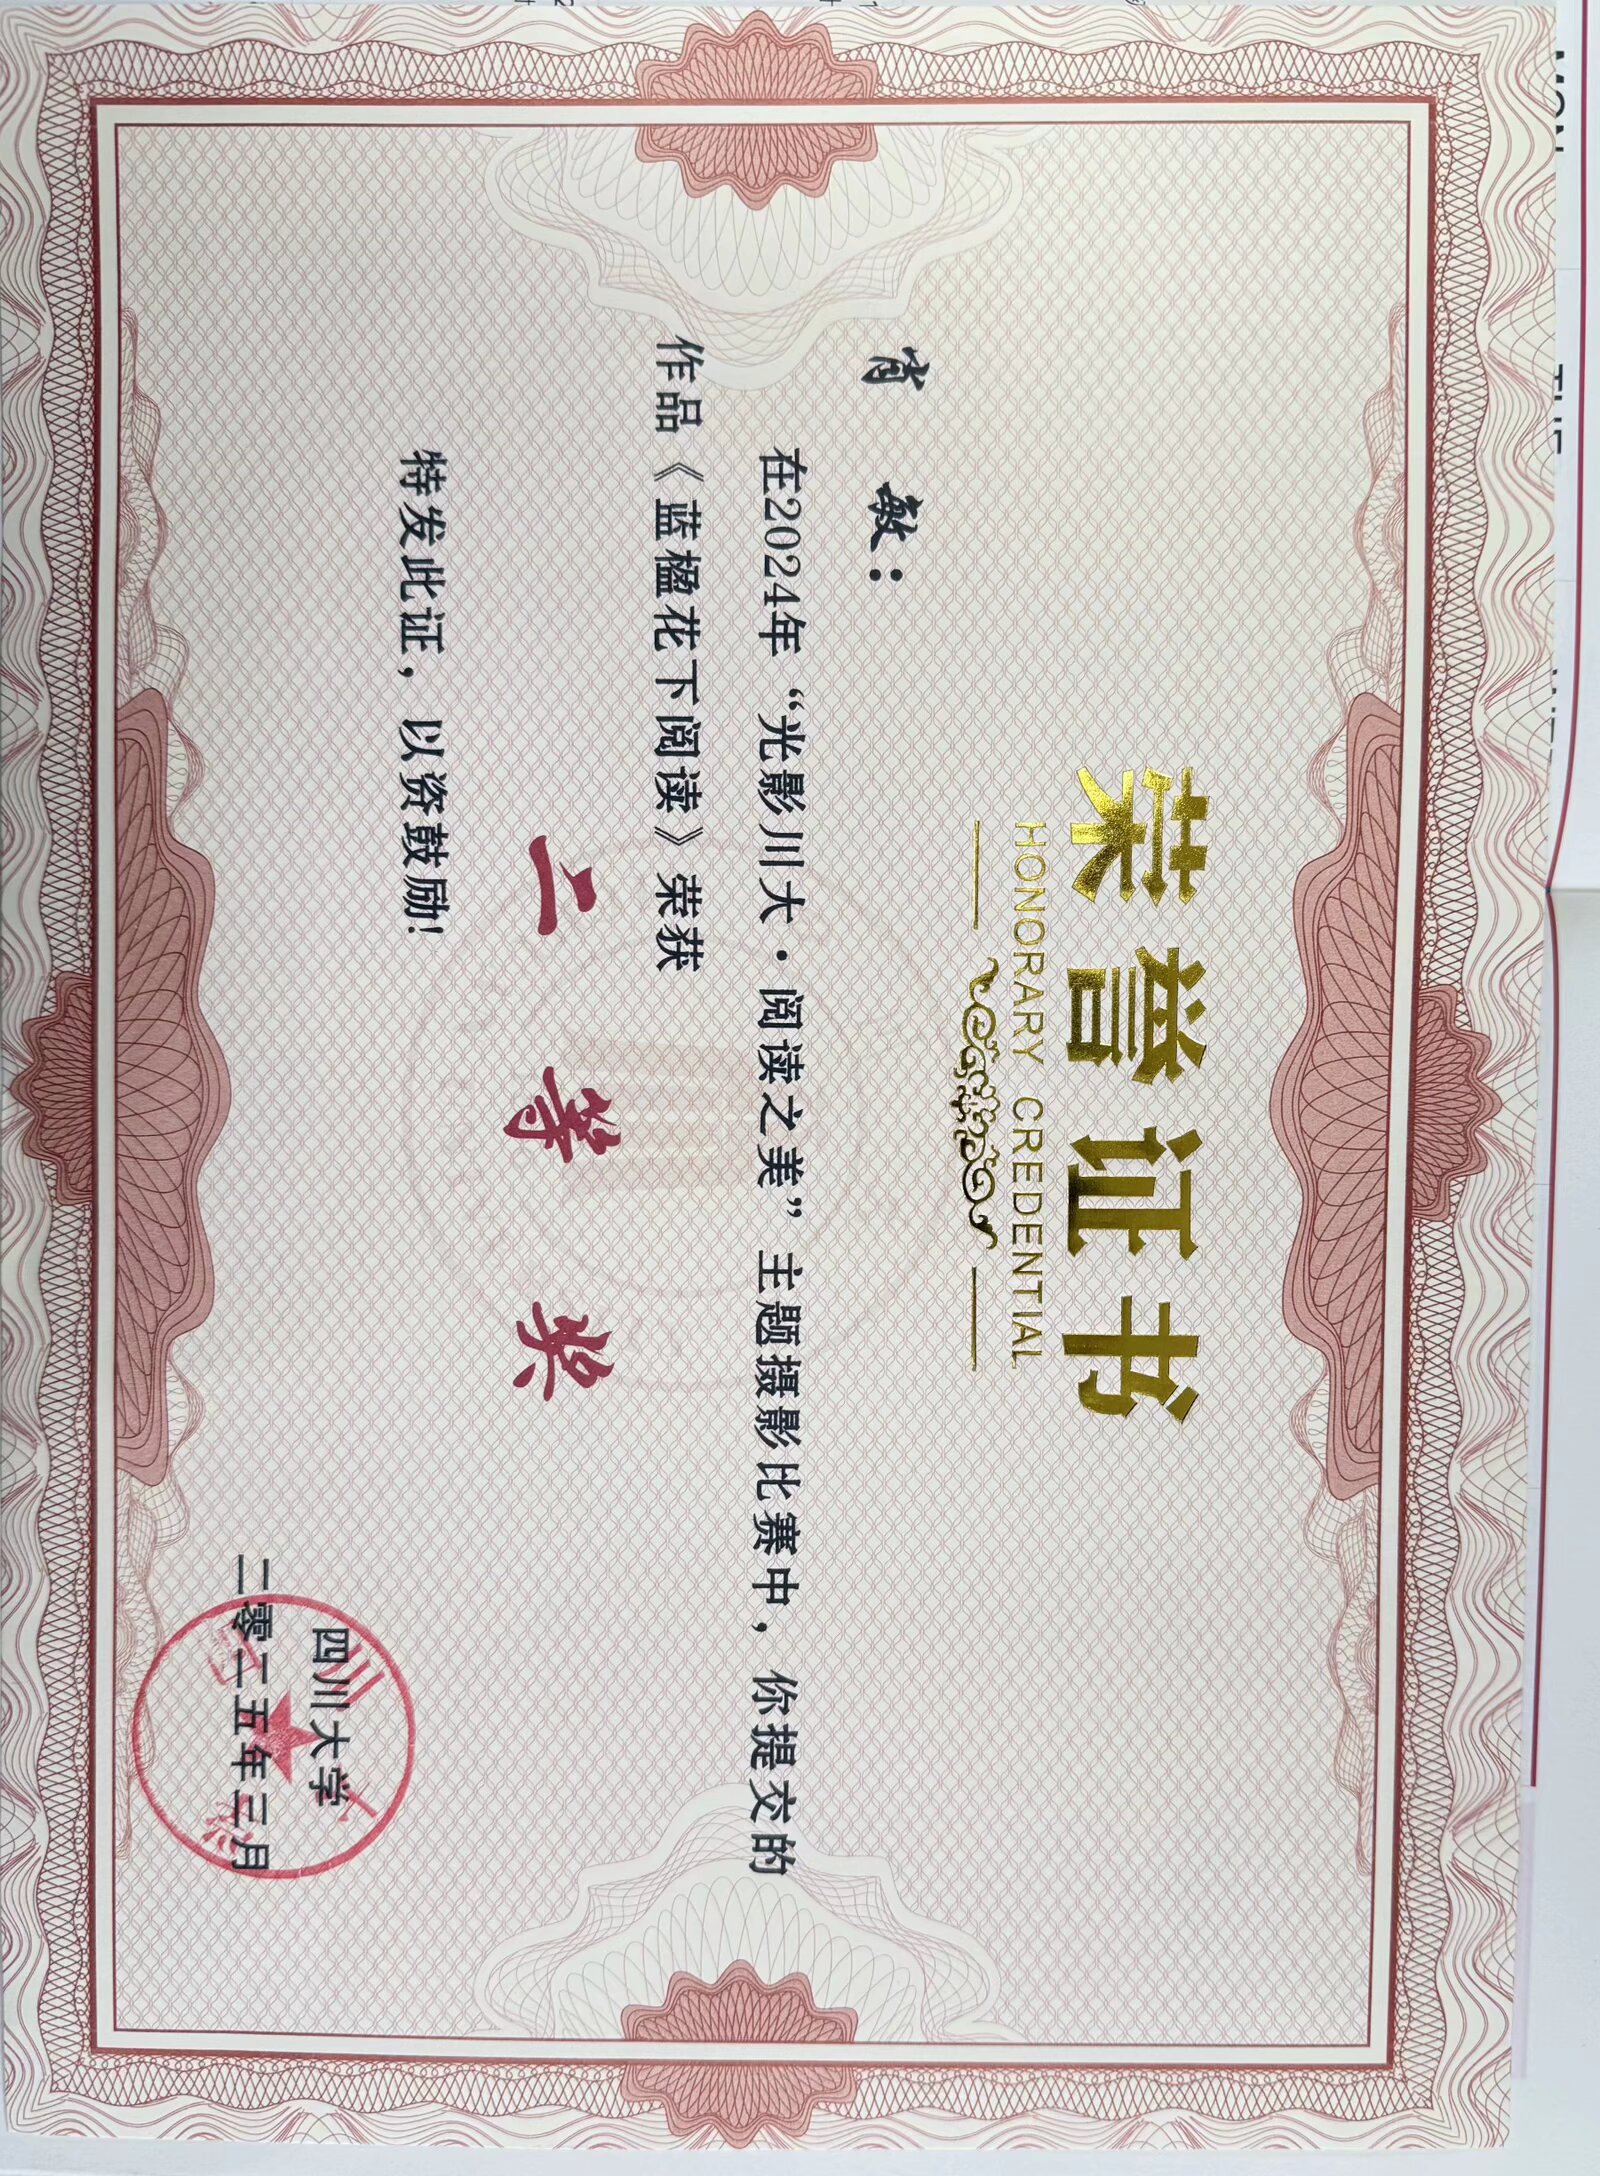 荣誉证书
HONORARY CREDENTIAL
肖 敏：
在2024年“光影川大·阅读之美”主题摄影比赛中，你提交的
作品《蓝楹花下阅读》荣获
二等奖
特发此证，以资鼓励！
四川大学
二零二五年三月